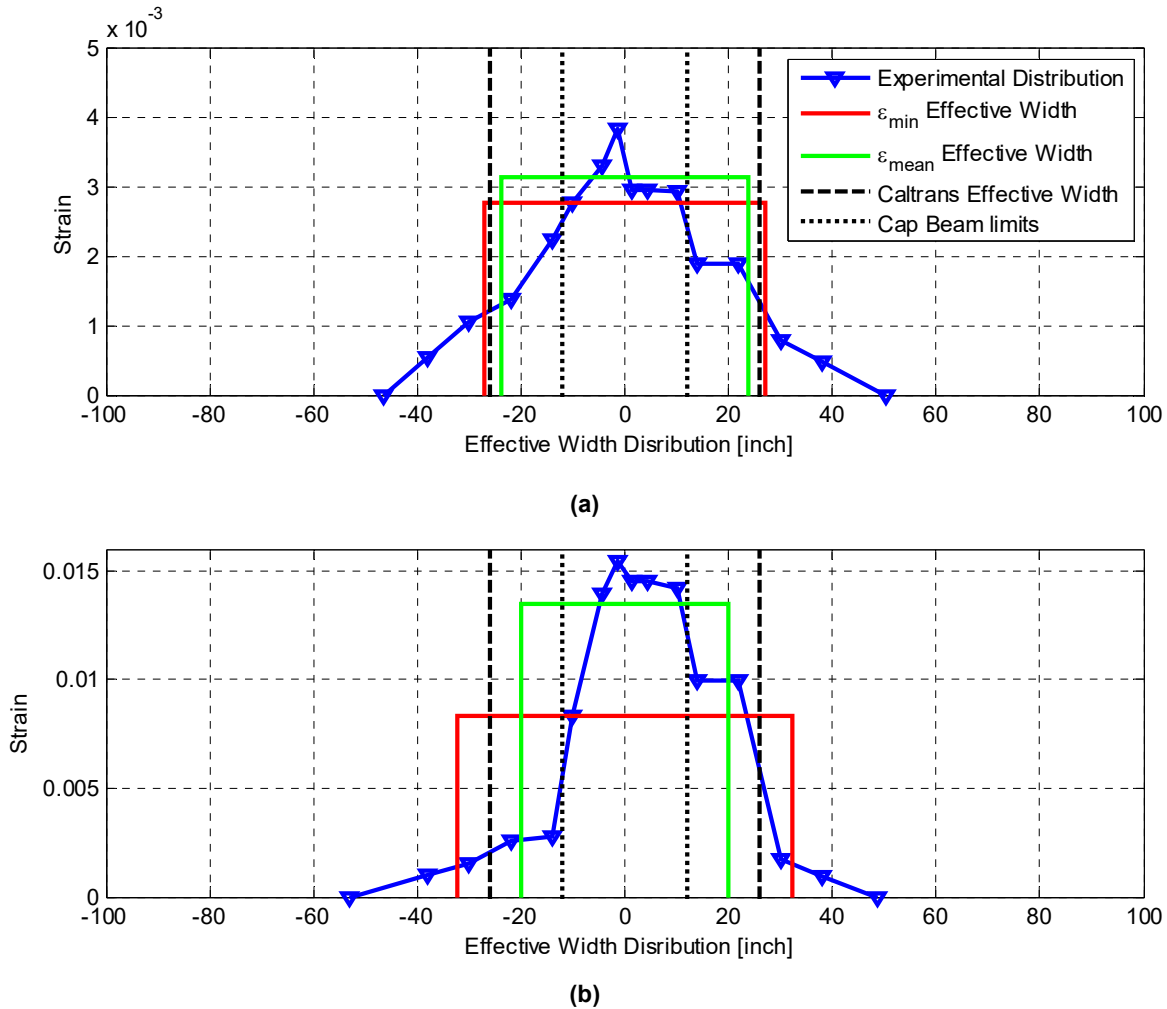 x 10⁻³
5
4
3
2
1
0
Strain
Experimental Distribution
εmin Effective Width
εmean Effective Width
Caltrans Effective Width
Cap Beam limits
-100 -80 -60 -40 -20 0 20 40 60 80 100
Effective Width Disribution [inch]
(a)
0.015
0.01
0.005
0
Strain
-100 -80 -60 -40 -20 0 20 40 60 80 100
Effective Width Disribution [inch]
(b)